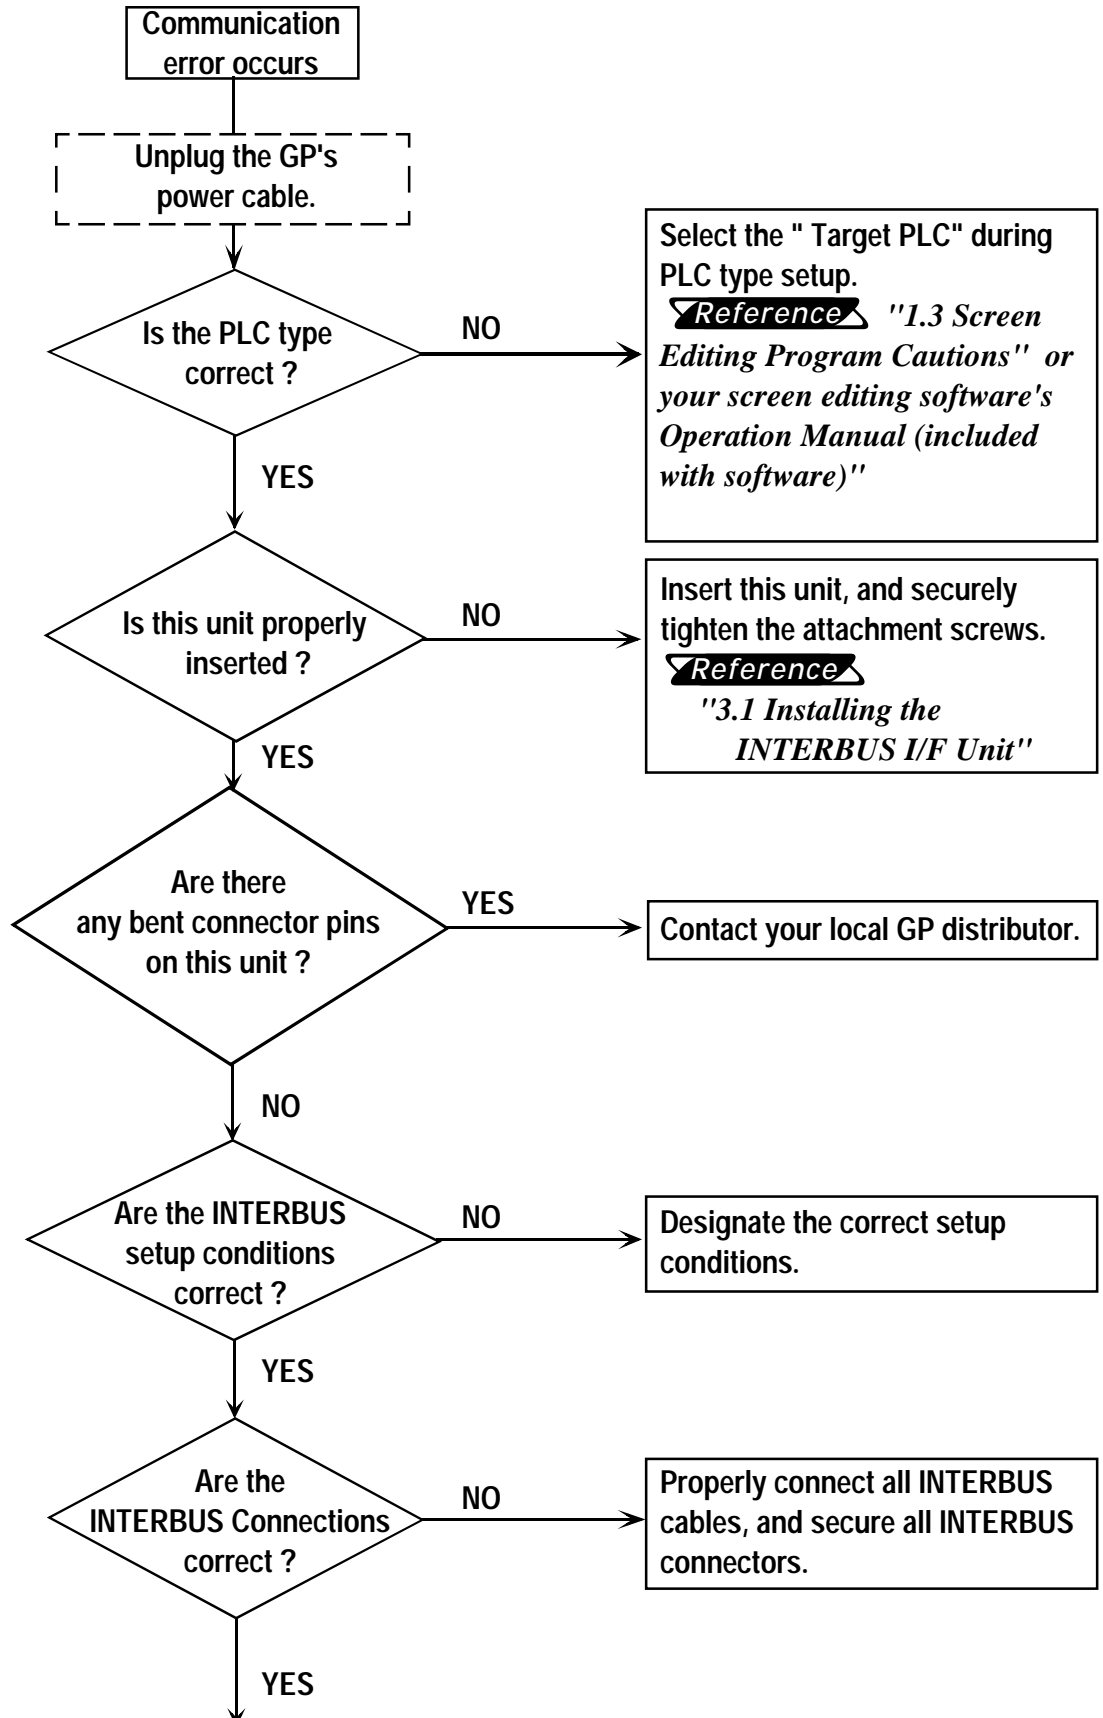 Communication
error occurs
Unplug the GP's
power cable.
Is the PLC type
correct ?
NO
Select the " Target PLC" during
PLC type setup.
Reference "1.3 Screen
Editing Program Cautions" or
your screen editing software's
Operation Manual (included
with software)"
YES
Is this unit properly
inserted ?
NO
Insert this unit, and securely
tighten the attachment screws.
Reference
"3.1 Installing the
INTERBUS I/F Unit"
YES
Are there
any bent connector pins
on this unit ?
YES
Contact your local GP distributor.
NO
Are the INTERBUS
setup conditions
correct ?
NO
Designate the correct setup
conditions.
YES
Are the
INTERBUS Connections
correct ?
NO
Properly connect all INTERBUS
cables, and secure all INTERBUS
connectors.
YES